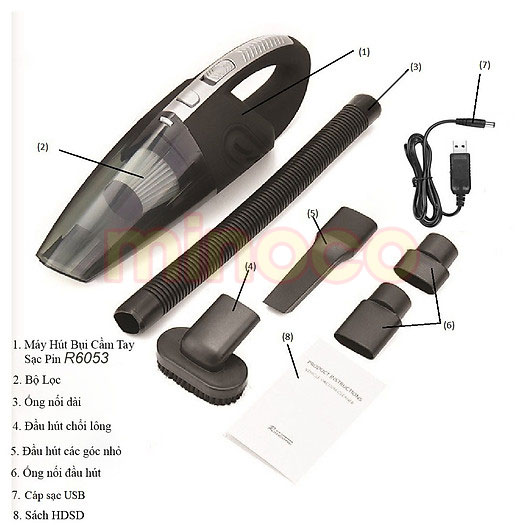 (1)
(7)
(3)
(2)
minoco
(5)
(4)
(6)
(8)
PRODUCT INSTRUCTIONS
1. Máy Hút Bụi Cầm Tay
Sạc Pin R6053
2. Bộ Lọc
3. Ống nối dài
4. Đầu hút chổi lông
5. Đầu hút các góc nhỏ
6. Ống nối đầu hút
7. Cáp sạc USB
8. Sách HDSD